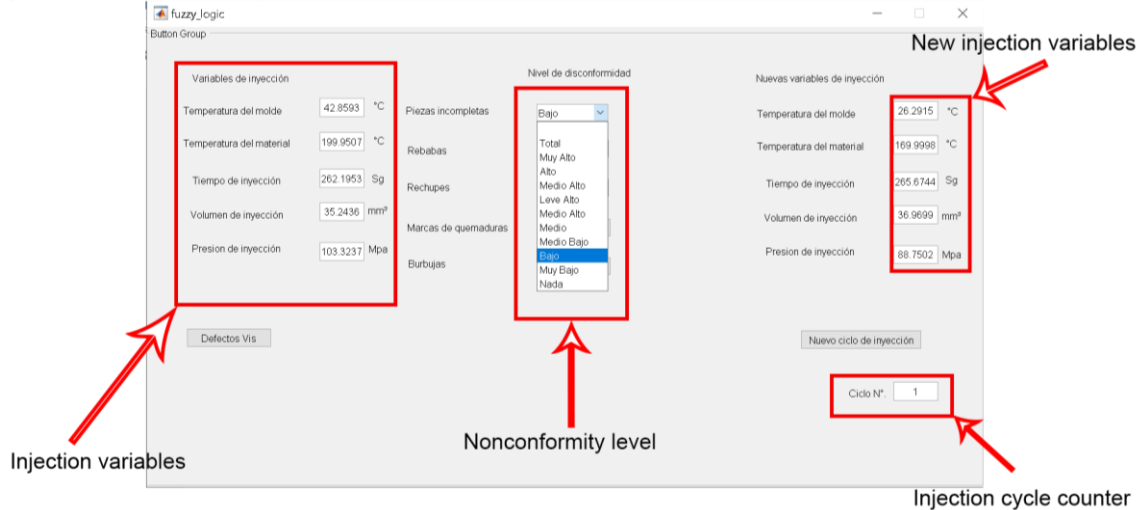 fuzzy_logic
Button Group
New injection variables
Variables de inyección
Nivel de disconformidad
Nuevas variables de inyección
Temperatura del molde 42.8593 °C
Piezas incompletas Bajo
Temperatura del molde 26.2915 °C
Temperatura del material 199.9507 °C
Rebabas
Temperatura del material 169.9998 °C
Tiempo de inyección 262.1953 Sg
Rechupes
Tiempo de inyección 265.6744 Sg
Volumen de inyección 35.2436 mm³
Marcas de quemaduras
Volumen de inyección 36.9699 mm³
Presion de inyección 103.3237 Mpa
Burbujas
Presion de inyección 88.7502 Mpa
Total
Muy Alto
Alto
Medio Alto
Leve Alto
Medio Alto
Medio
Medio Bajo
Bajo
Muy Bajo
Nada
Defectos Vis
Nuevo ciclo de inyección
Ciclo N°. 1
Nonconformity level
Injection variables
Injection cycle counter